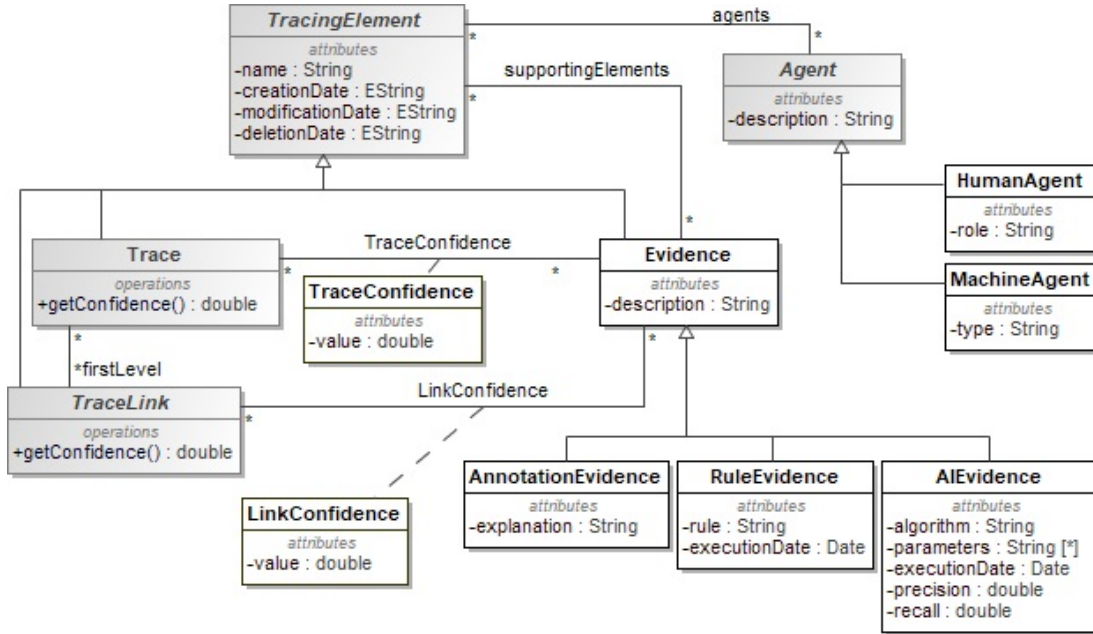 TracingElement
attributes
-name : String
-creationDate : EString
-modificationDate : EString
-deletionDate : EString
agents
*
*
supportingElements
*
*
Agent
attributes
-description : String
HumanAgent
attributes
-role : String
MachineAgent
attributes
-type : String
Trace
operations
+getConfidence() : double
TraceConfidence
*
*
TraceConfidence
attributes
-value : double
Evidence
attributes
-description : String
*
*firstLevel
TraceLink
operations
+getConfidence() : double
LinkConfidence
*
*
LinkConfidence
attributes
-value : double
AnnotationEvidence
attributes
-explanation : String
RuleEvidence
attributes
-rule : String
-executionDate : Date
AIEvidence
attributes
-algorithm : String
-parameters : String [*]
-executionDate : Date
-precision : double
-recall : double